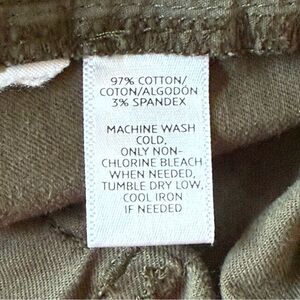 97% COTTON/
COTON/ALGODÓN
3% SPANDEX
MACHINE WASH
COLD,
ONLY NON-
CHLORINE BLEACH
WHEN NEEDED,
TUMBLE DRY LOW,
COOL IRON
IF NEEDED